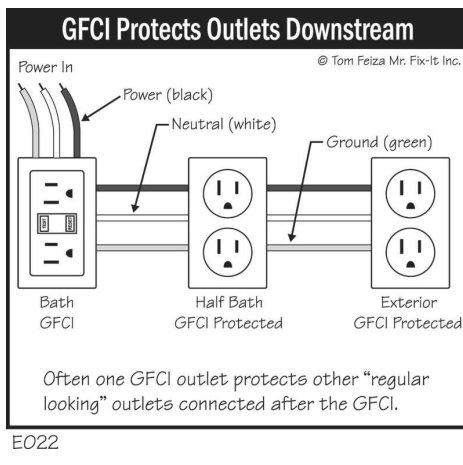 GFCI Protects Outlets Downstream
© Tom Feiza Mr. Fix-It Inc.
Power In
Power (black)
Neutral (white)
Ground (green)
TEST
RESET
Bath
GFCI
Half Bath
GFCI Protected
Exterior
GFCI Protected
Often one GFCI outlet protects other “regular
looking” outlets connected after the GFCI.
E022